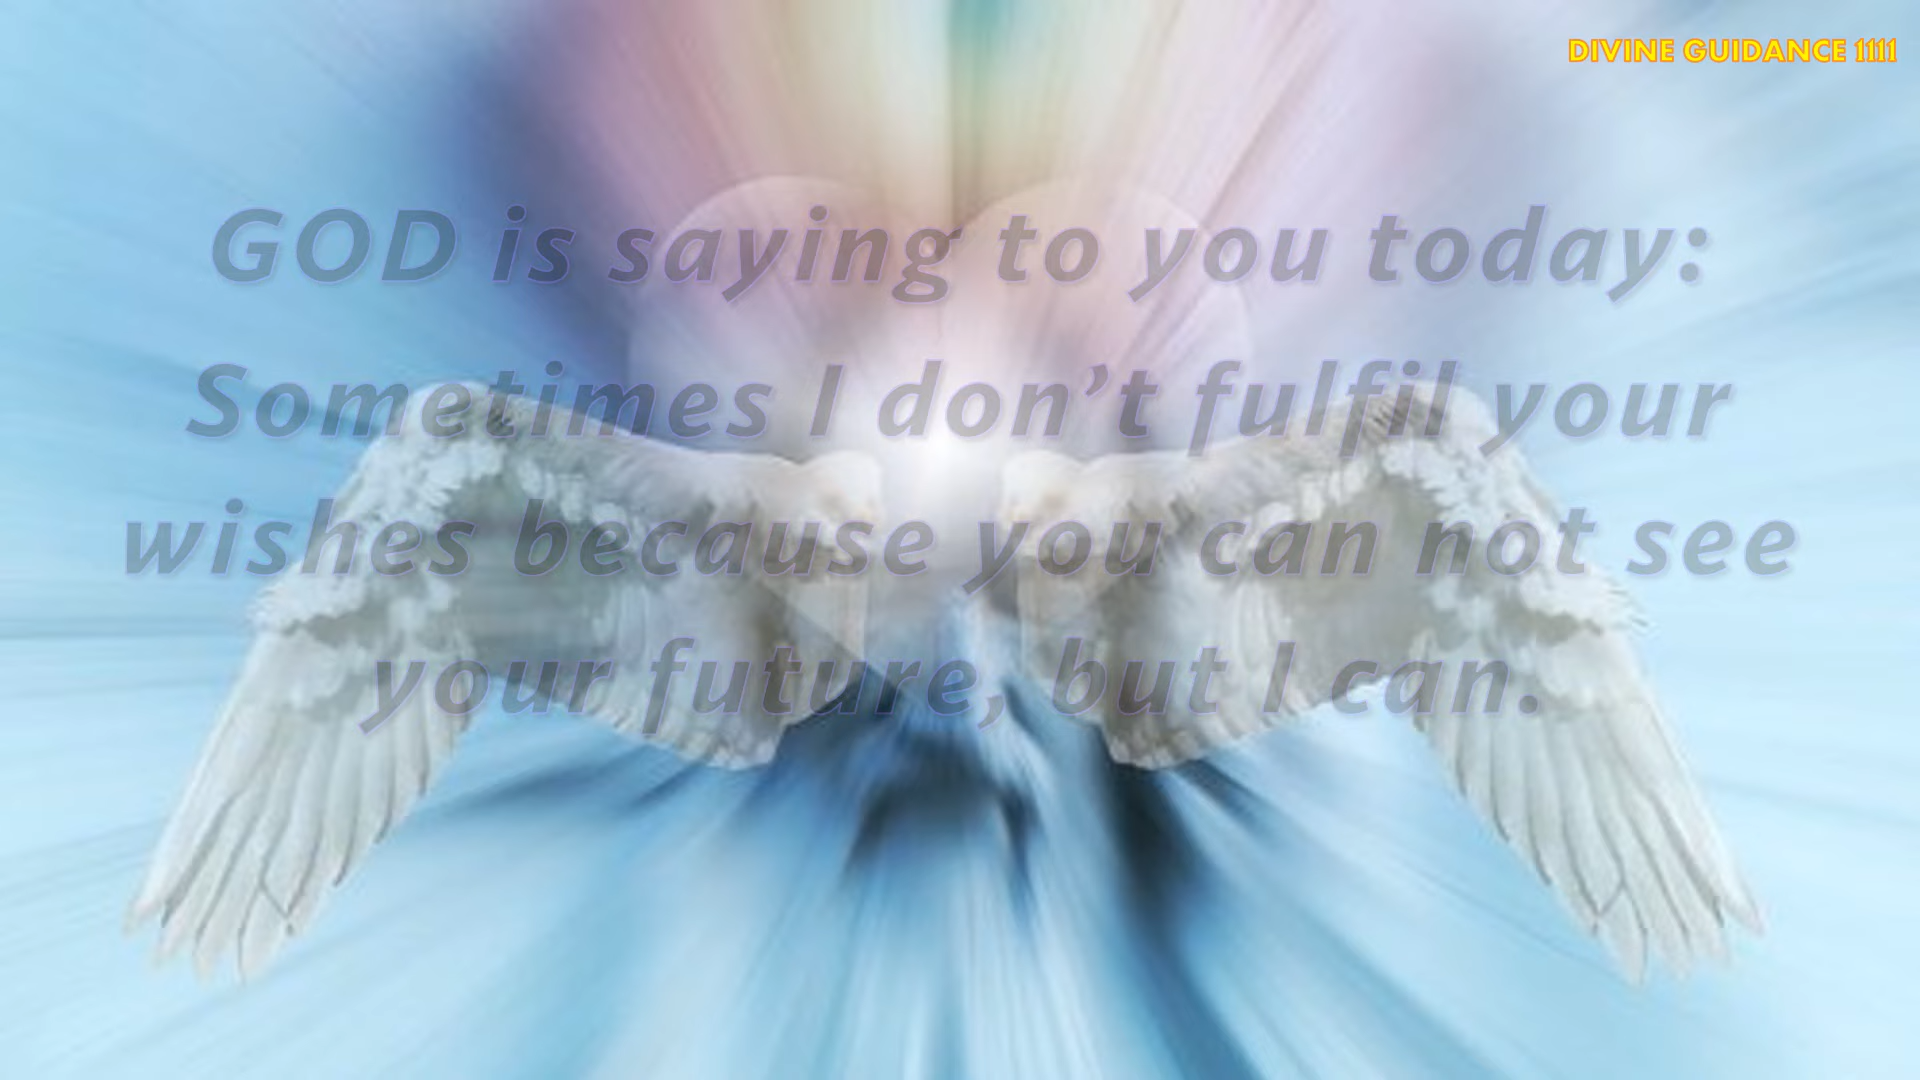 DIVINE GUIDANCE 1111
GOD is saying to you today:
Sometimes I don’t fulfil your
wishes because you can not see
your future, but I can.